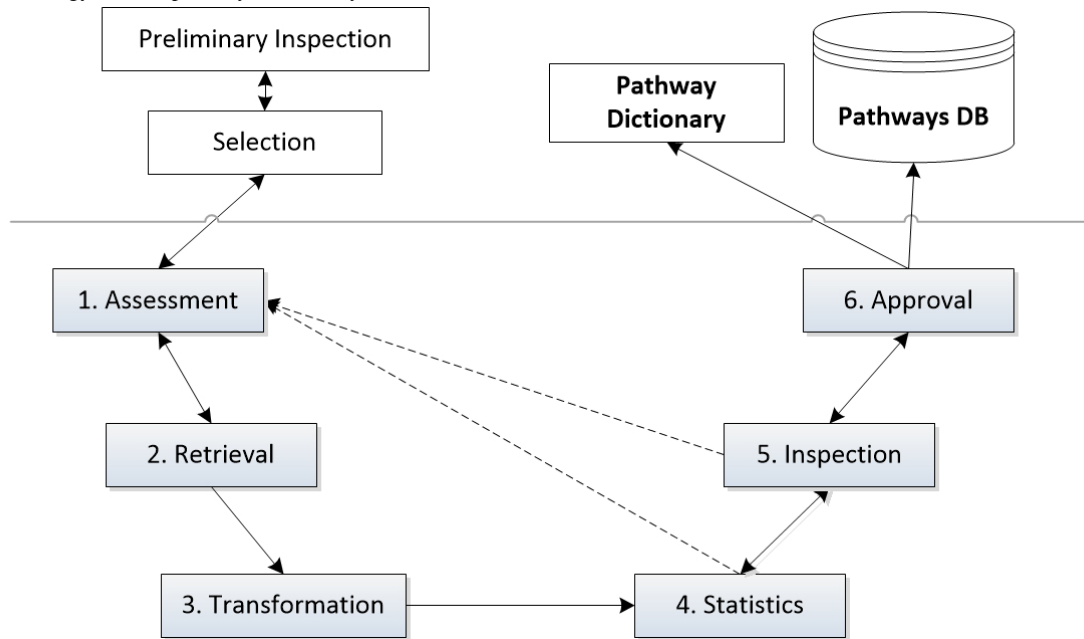 Preliminary Inspection
Selection
Pathway
Dictionary
Pathways DB
1. Assessment
6. Approval
2. Retrieval
5. Inspection
3. Transformation
4. Statistics